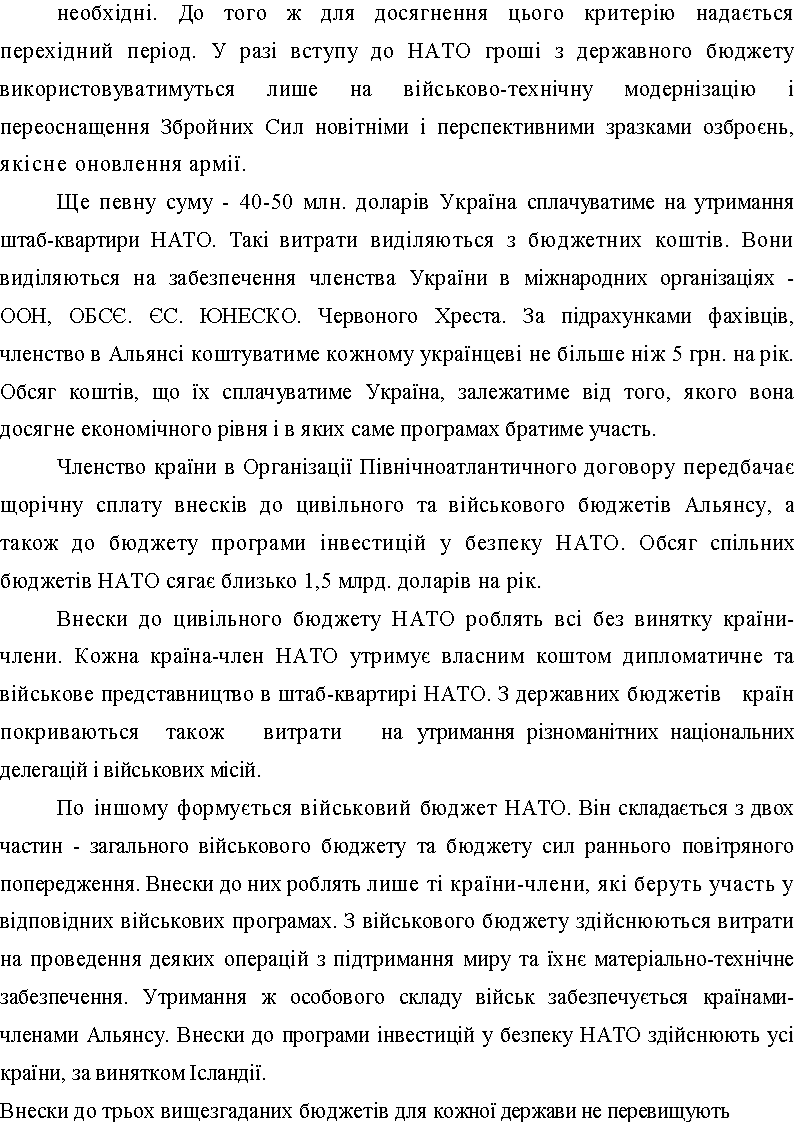 необхідні. До того ж для досягнення цього критерію надається
перехідний період. У разі вступу до НАТО гроші з державного бюджету
використовуватимуться лише на військово-технічну модернізацію і
переоснащення Збройних Сил новітніми і перспективними зразками озброєнь,
якісне оновлення армії.
Ще певну суму - 40-50 млн. доларів Україна сплачуватиме на утримання
штаб-квартири НАТО. Такі витрати виділяються з бюджетних коштів. Вони
виділяються на забезпечення членства України в міжнародних організаціях -
ООН, ОБСЄ. ЄС. ЮНЕСКО. Червоного Хреста. За підрахунками фахівців,
членство в Альянсі коштуватиме кожному українцеві не більше ніж 5 грн. на рік.
Обсяг коштів, що їх сплачуватиме Україна, залежатиме від того, якого вона
досягне економічного рівня і в яких саме програмах братиме участь.
Членство країни в Організації Північноатлантичного договору передбачає
щорічну сплату внесків до цивільного та військового бюджетів Альянсу, а
також до бюджету програми інвестицій у безпеку НАТО. Обсяг спільних
бюджетів НАТО сягає близько 1,5 млрд. доларів на рік.
Внески до цивільного бюджету НАТО роблять всі без винятку країни-
члени. Кожна країна-член НАТО утримує власним коштом дипломатичне та
військове представництво в штаб-квартирі НАТО. З державних бюджетів країн
покриваються також витрати на утримання різноманітних національних
делегацій і військових місій.
По іншому формується військовий бюджет НАТО. Він складається з двох
частин - загального військового бюджету та бюджету сил раннього повітряного
попередження. Внески до них роблять лише ті країни-члени, які беруть участь у
відповідних військових програмах. З військового бюджету здійснюються витрати
на проведення деяких операцій з підтримання миру та їхнє матеріально-технічне
забезпечення. Утримання ж особового складу військ забезпечується країнами-
членами Альянсу. Внески до програми інвестицій у безпеку НАТО здійснюють усі
країни, за винятком Ісландії.
Внески до трьох вищезгаданих бюджетів для кожної держави не перевищують